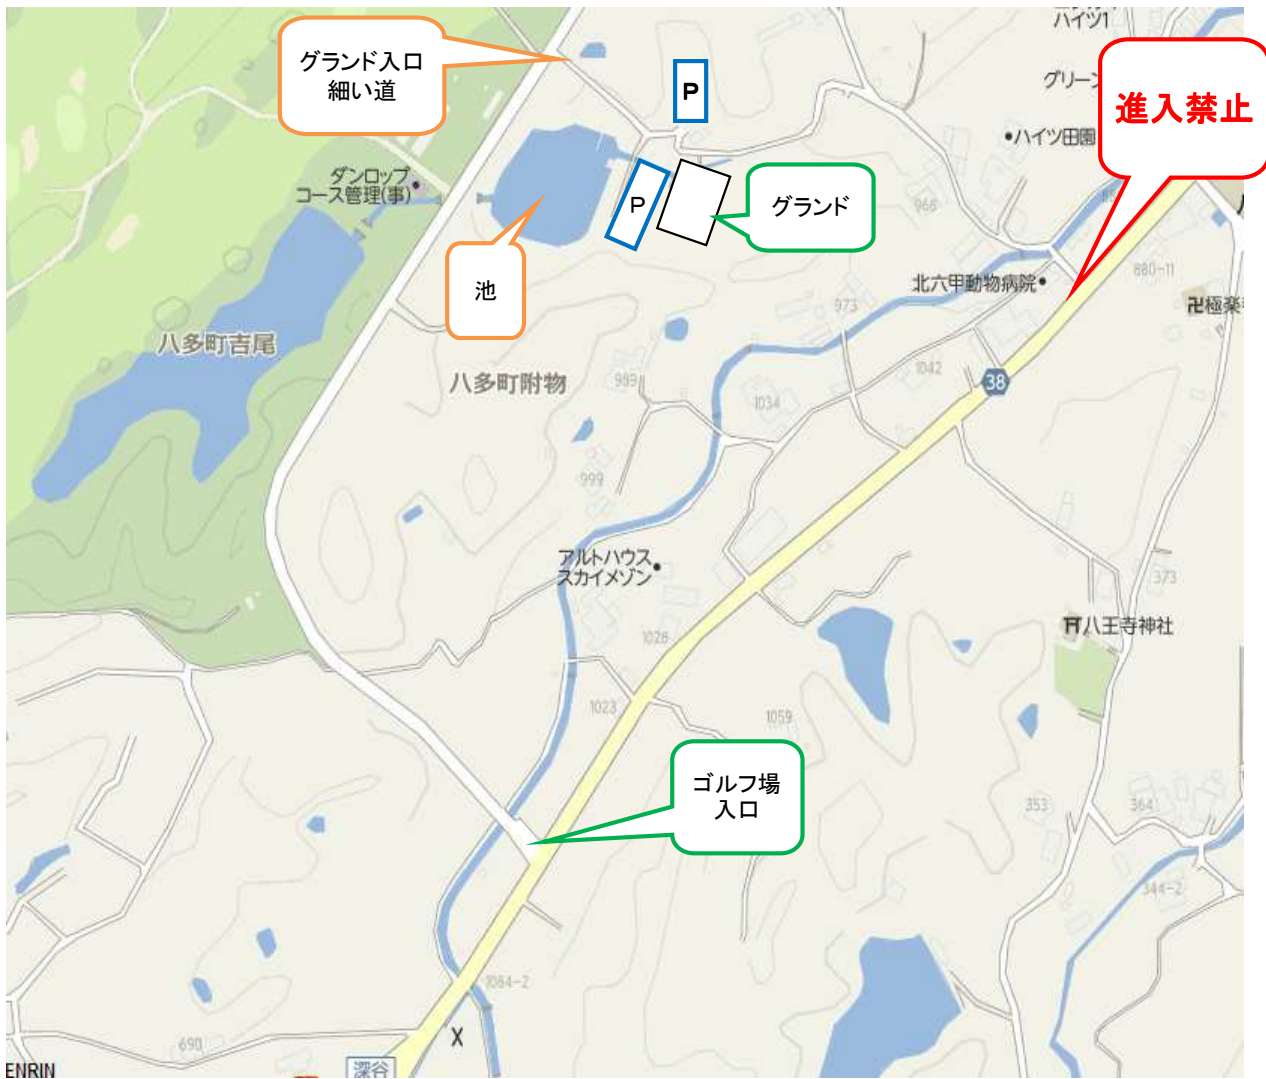 ハイツ1
グランド入口
細い道
P
グリーン
進入禁止
ハイツ田園
ダンロップ
コース管理(事)
P
グランド
966
池
北六甲動物病院
880-11
卍極楽
973
八多町吉尾
八多町附物
989
1042
38
1034
999
アルトハウス
スカイメゾン
373
八王寺神社
1028
1023
1059
ゴルフ場
入口
353
364
344-2
1084-2
690
深谷
ENRIN